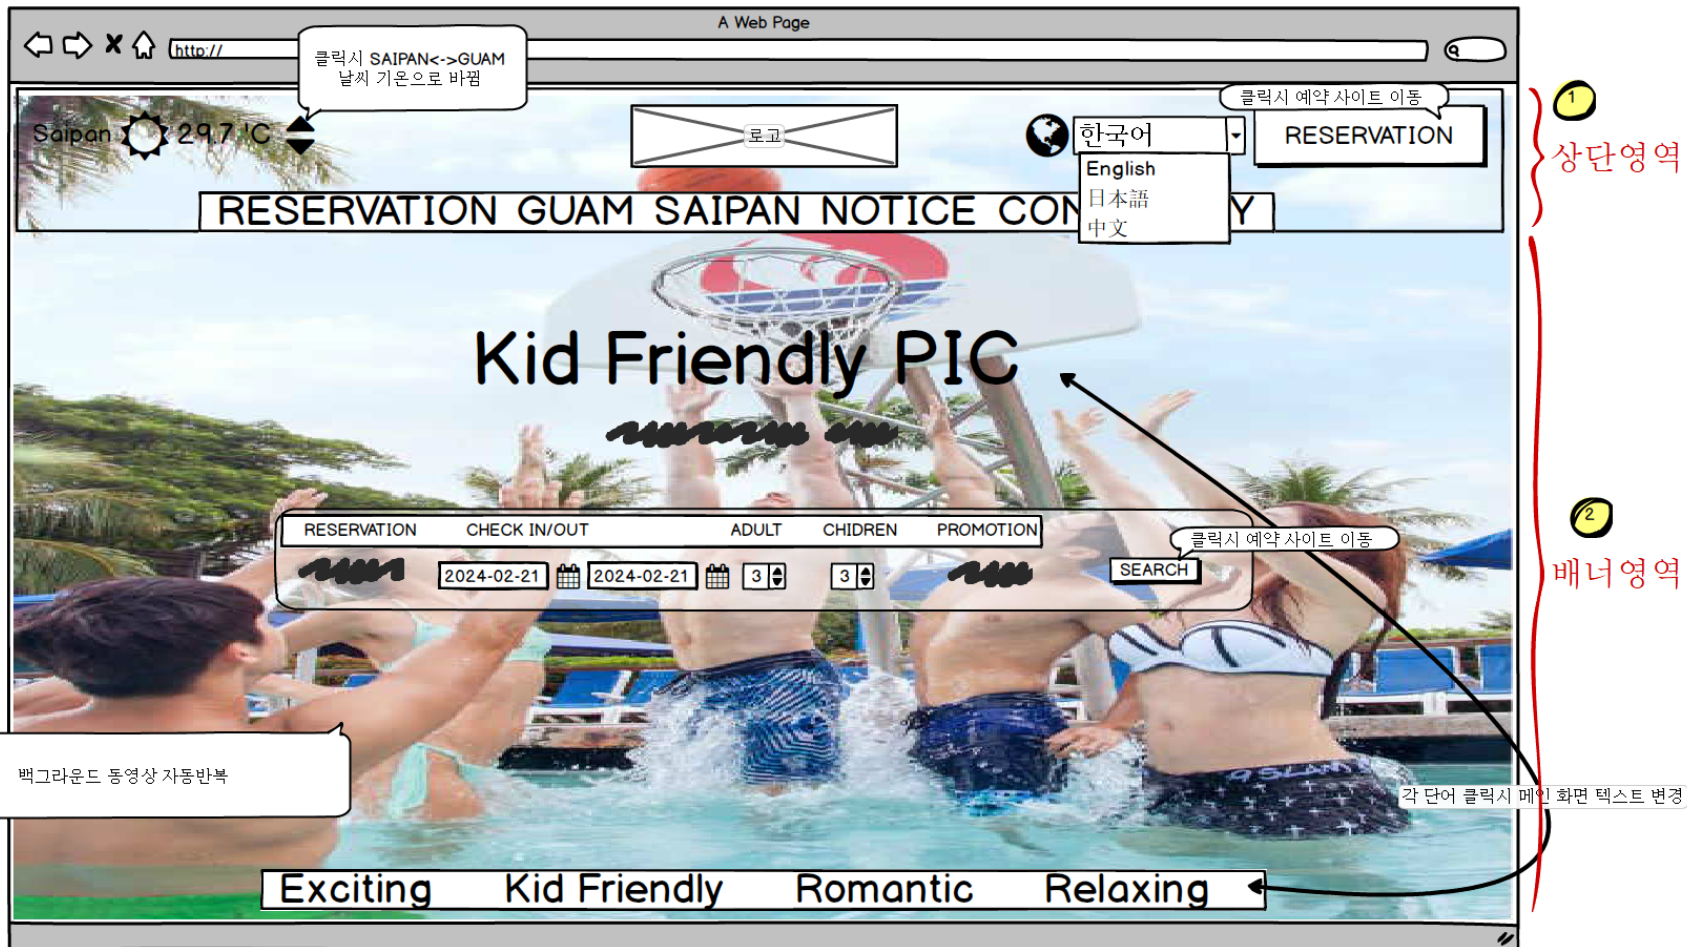 A Web Page
http://
클릭시 SAIPAN<->GUAM
날씨 기온으로 바뀜
클릭시 예약 사이트 이동
1
Saipan 29.7 'C
로고
한국어
RESERVATION
English
日本語
中文
상단영역
RESERVATION GUAM SAIPAN NOTICE CON Y
Kid Friendly PIC
RESERVATION CHECK IN/OUT ADULT CHIDREN PROMOTION
클릭시 예약 사이트 이동
2
2024-02-21 2024-02-21 3 3 SEARCH
배너영역
백그라운드 동영상 자동반복
각 단어 클릭시 메인 화면 텍스트 변경
Exciting Kid Friendly Romantic Relaxing